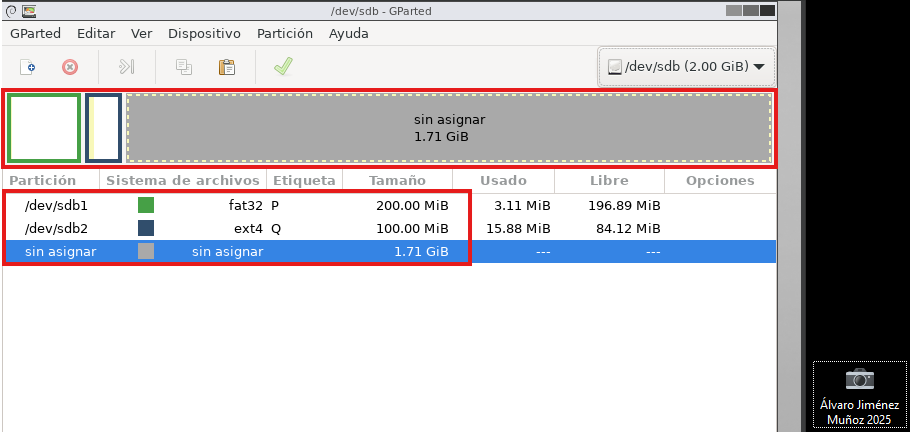 /dev/sdb - GParted
GParted Editar Ver Dispositivo Partición Ayuda
/dev/sdb (2.00 GiB)
sin asignar
1.71 GiB
Partición Sistema de archivos Etiqueta Tamaño Usado Libre Opciones
/dev/sdb1 fat32 P 200.00 MiB 3.11 MiB 196.89 MiB
/dev/sdb2 ext4 Q 100.00 MiB 15.88 MiB 84.12 MiB
sin asignar sin asignar 1.71 GiB --- ---
Álvaro Jiménez
Muñoz 2025